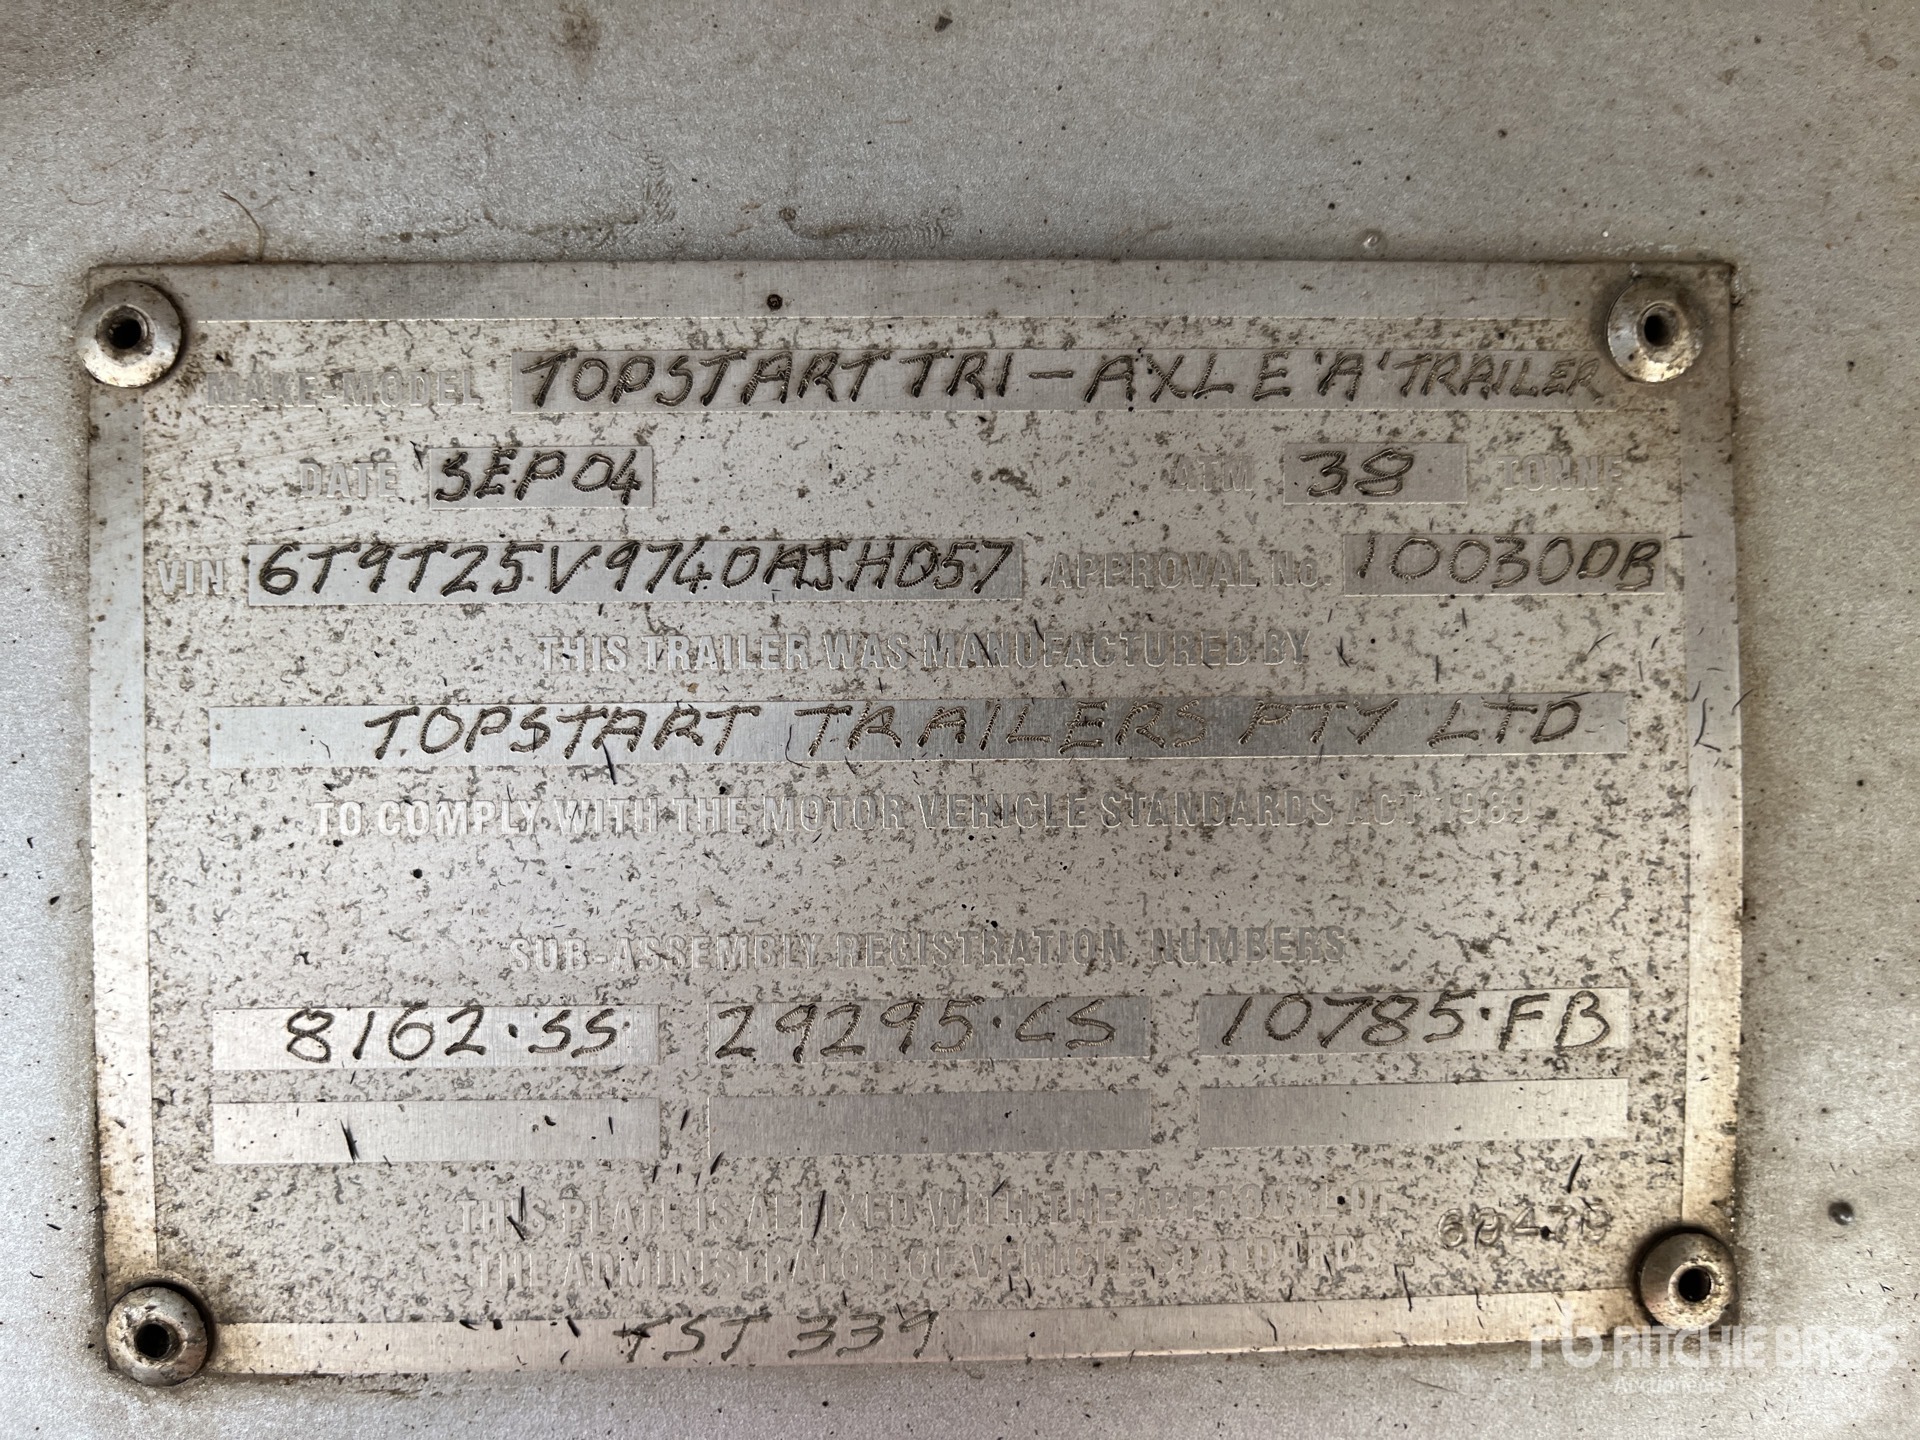 MAKE-MODEL TOPSTART TRI-AXLE 'A' TRAILER
DATE SEP 04 ATM 38 TONNE
VIN 6T9T25V9740ASH057 APPROVAL No. 10030DB
THIS TRAILER WAS MANUFACTURED BY
TOPSTART TRAILERS PTY LTD
TO COMPLY WITH THE MOTOR VEHICLE STANDARDS ACT 1989
SUB-ASSEMBLY REGISTRATION NUMBERS
8162.SS 29295.CS 10785.FB
THIS PLATE IS AFFIXED WITH THE APPROVAL OF
THE ADMINISTRATOR OF VEHICLE STANDARDS
TST 339
RITCHIE BROS.
Auctioneers